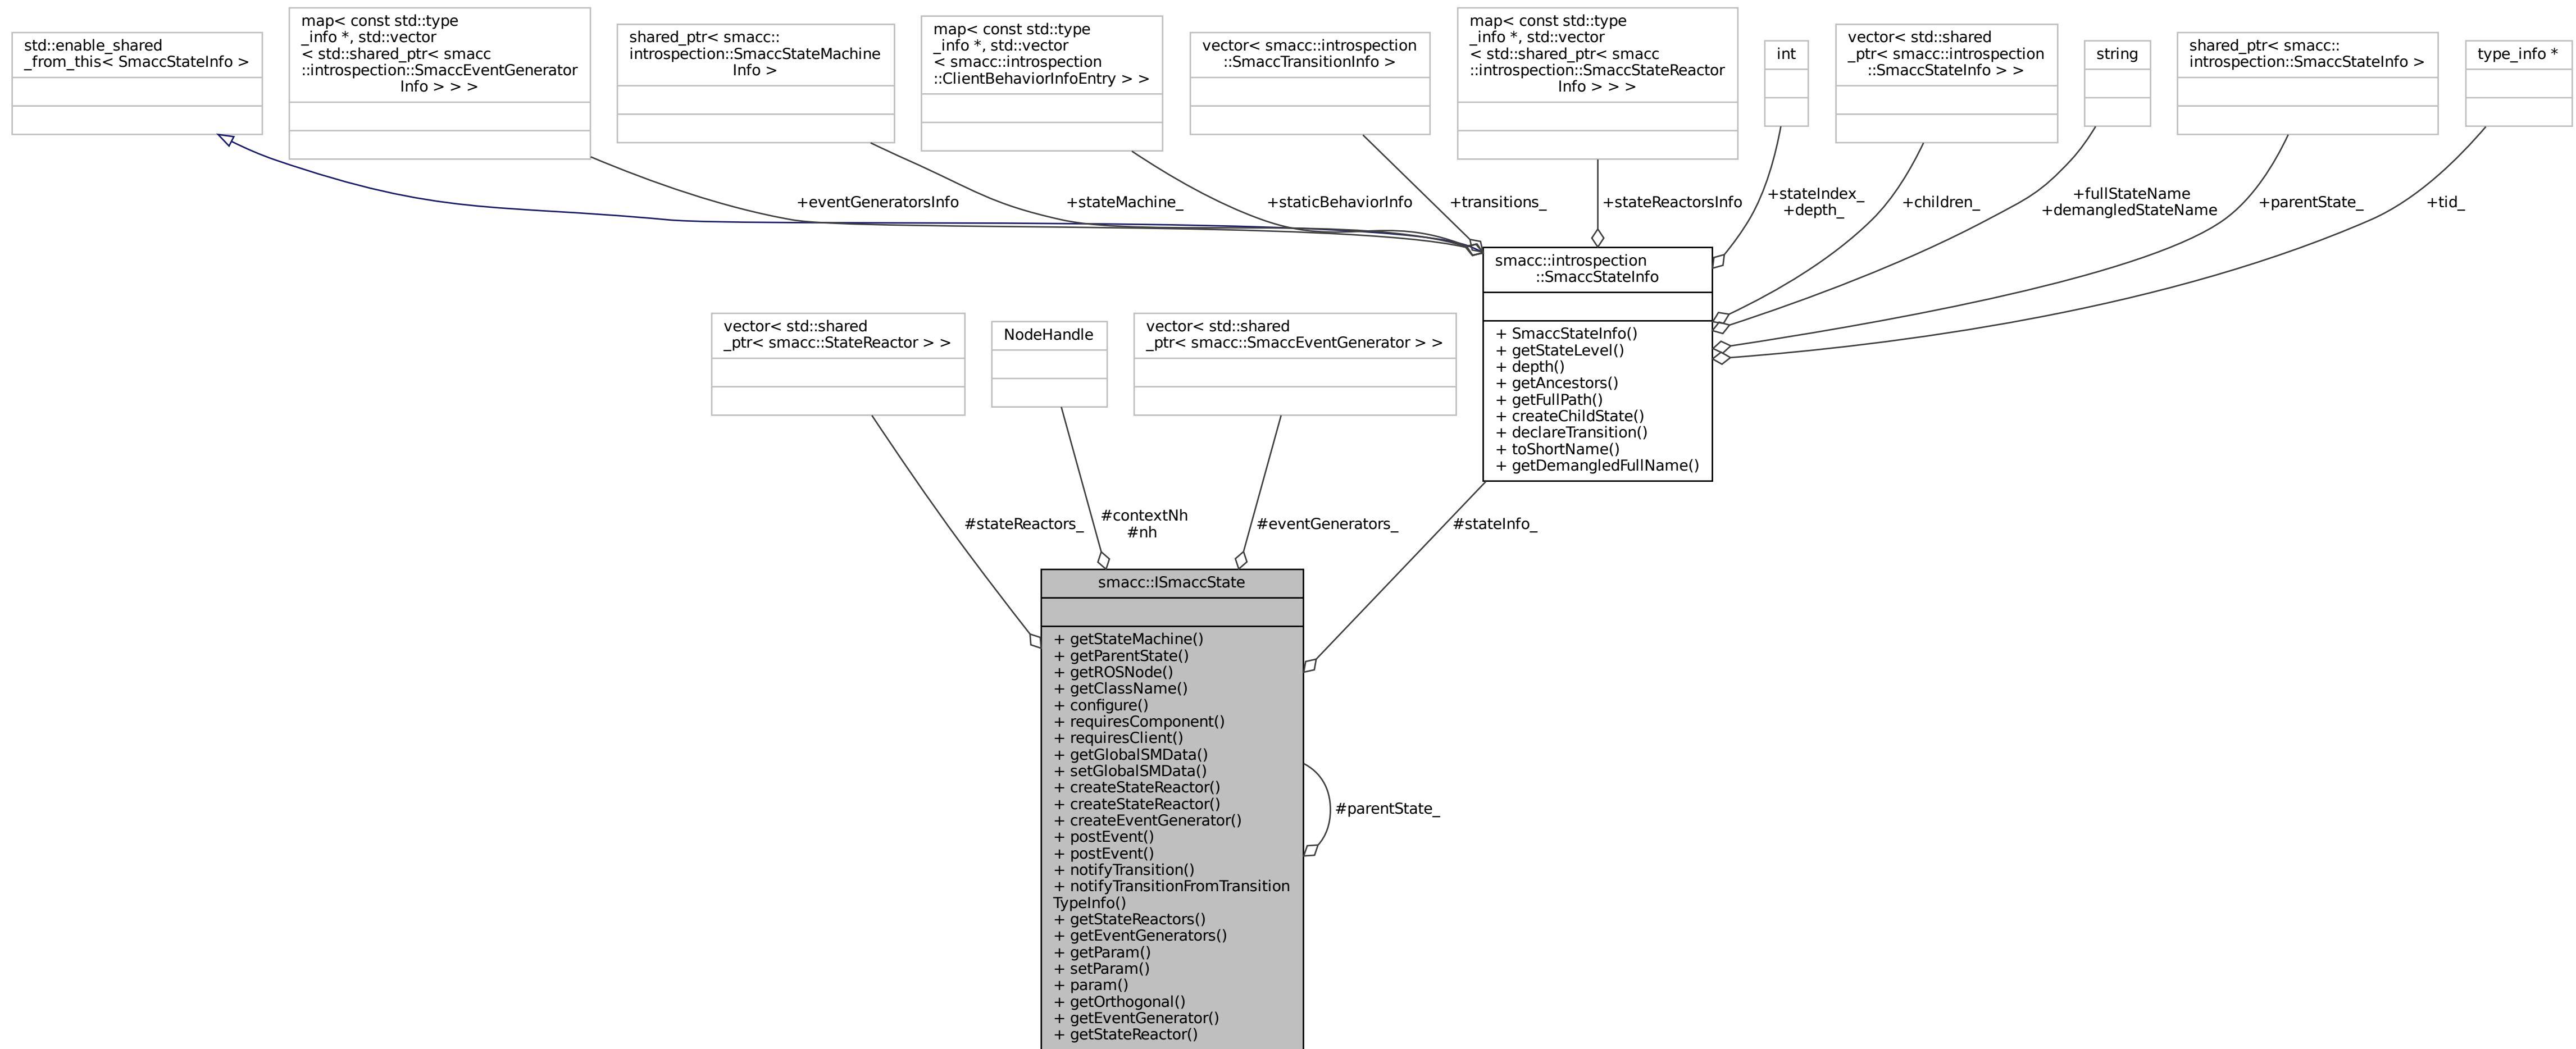 std::enable_shared
_from_this< SmaccStateInfo >
map< const std::type
_info *, std::vector
< std::shared_ptr< smacc
::introspection::SmaccEventGenerator
Info > > >
shared_ptr< smacc::
introspection::SmaccStateMachine
Info >
map< const std::type
_info *, std::vector
< smacc::introspection
::ClientBehaviorInfoEntry > >
vector< smacc::introspection
::SmaccTransitionInfo >
map< const std::type
_info *, std::vector
< std::shared_ptr< smacc
::introspection::SmaccStateReactor
Info > > >
int
vector< std::shared
_ptr< smacc::introspection
::SmaccStateInfo > >
string
shared_ptr< smacc::
introspection::SmaccStateInfo >
type_info *
+eventGeneratorsInfo
+stateMachine_
+staticBehaviorInfo
+transitions_
+stateReactorsInfo
+stateIndex_
+depth_
+children_
+fullStateName
+demangledStateName
+parentState_
+tid_
smacc::introspection
::SmaccStateInfo
+ SmaccStateInfo()
+ getStateLevel()
+ depth()
+ getAncestors()
+ getFullPath()
+ createChildState()
+ declareTransition()
+ toShortName()
+ getDemangledFullName()
vector< std::shared
_ptr< smacc::StateReactor > >
NodeHandle
vector< std::shared
_ptr< smacc::SmaccEventGenerator > >
#stateReactors_
#contextNh
#nh
#eventGenerators_
#stateInfo_
smacc::ISmaccState
+ getStateMachine()
+ getParentState()
+ getROSNode()
+ getClassName()
+ configure()
+ requiresComponent()
+ requiresClient()
+ getGlobalSMData()
+ setGlobalSMData()
+ createStateReactor()
+ createStateReactor()
+ createEventGenerator()
+ postEvent()
+ postEvent()
+ notifyTransition()
+ notifyTransitionFromTransition
TypeInfo()
+ getStateReactors()
+ getEventGenerators()
+ getParam()
+ setParam()
+ param()
+ getOrthogonal()
+ getEventGenerator()
+ getStateReactor()
#parentState_